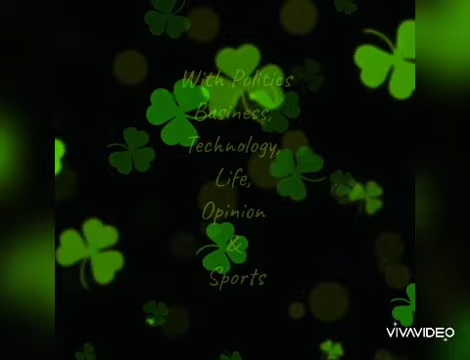 With Politics
Business,
Technology,
Life,
Opinion
&
Sports
VIVAVIDEO